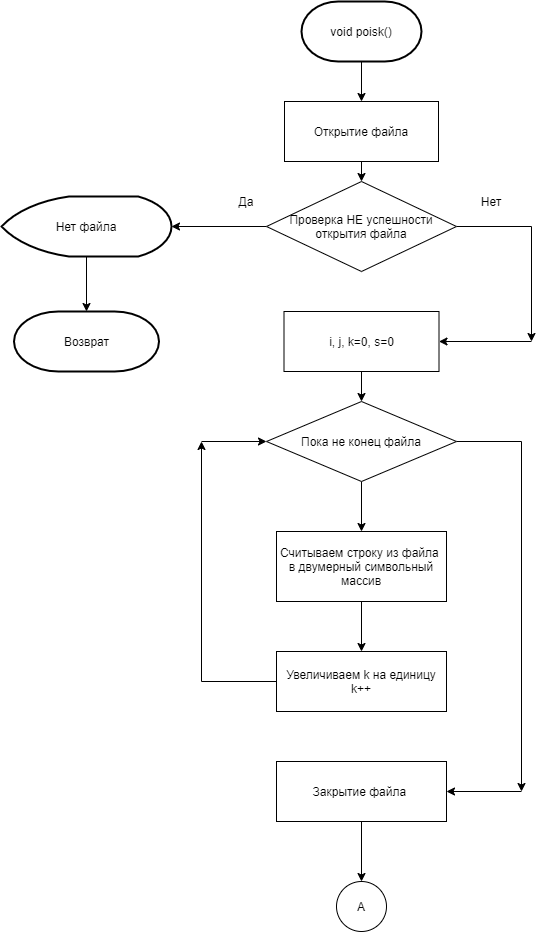 void poisk()
Открытие файла
Да
Нет
Проверка НЕ успешности
открытия файла
Нет файла
Возврат
i, j, k=0, s=0
Пока не конец файла
Считываем строку из файла
в двумерный символьный
массив
Увеличиваем k на единицу
k++
Закрытие файла
A